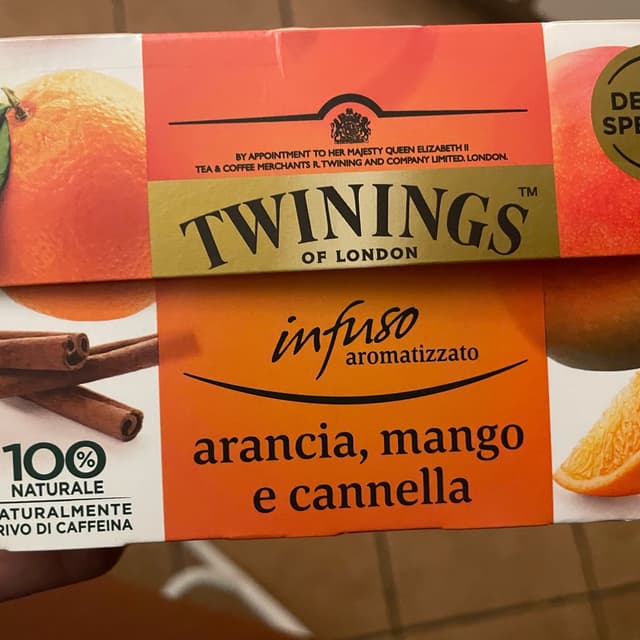 BY APPOINTMENT TO HER MAJESTY QUEEN ELIZABETH II
TEA & COFFEE MERCHANTS R. TWINING AND COMPANY LIMITED. LONDON.
TWININGS™
OF LONDON
infuso
aromatizzato
arancia, mango
e cannella
100%
NATURALE
ATURALMENTE
RIVO DI CAFFEINA
DE
SPE